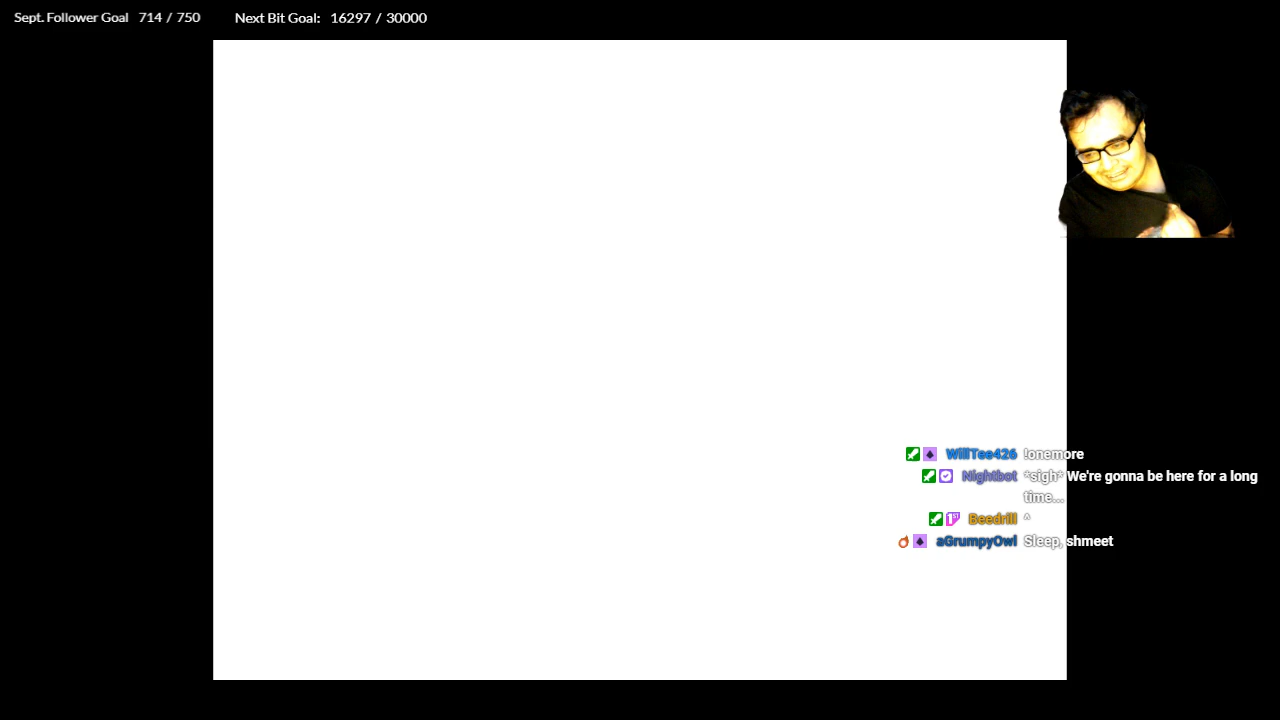 Sept. Follower Goal 714 / 750 Next Bit Goal: 16297 / 30000
WillTee426 !onemore
Nightbot *sigh* We're gonna be here for a long
time...
Beedrill ^
aGrumpyOwl Sleep, shmeet